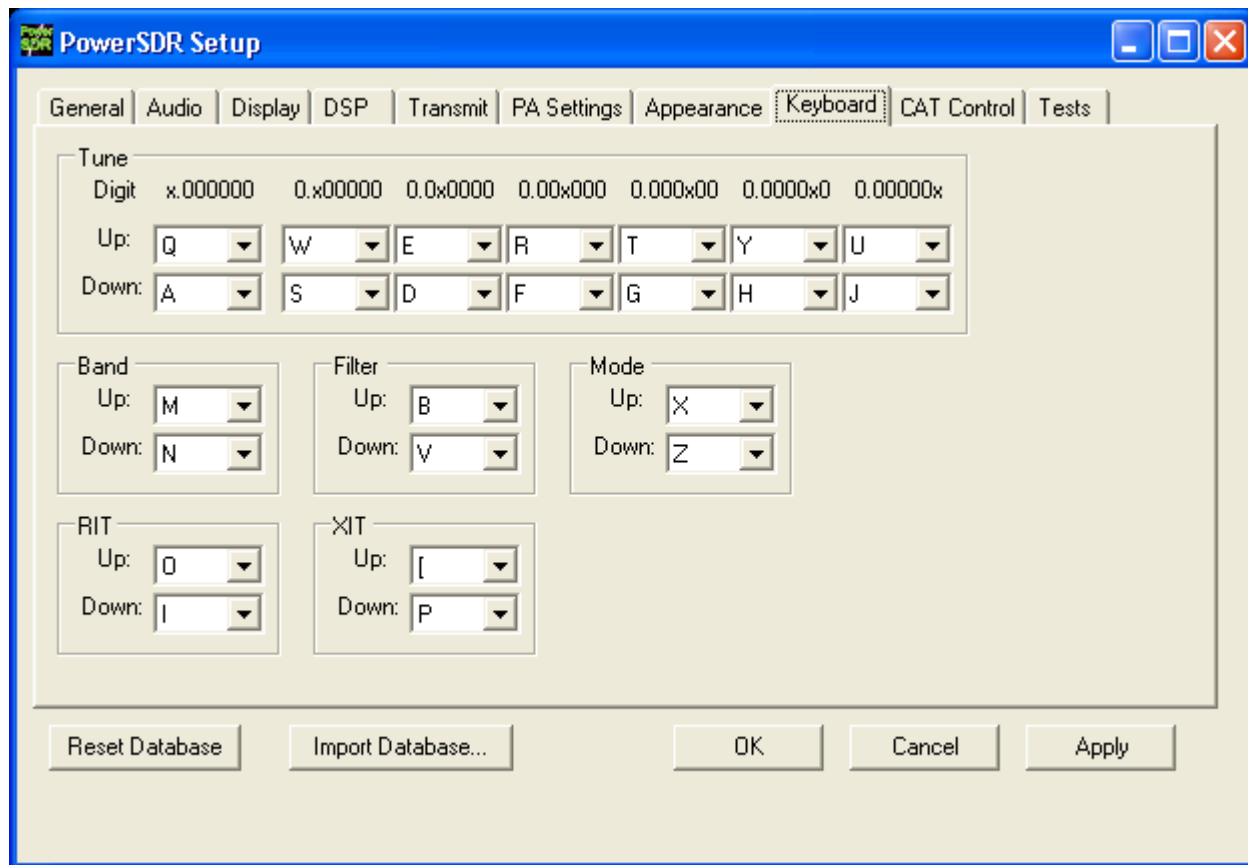 Power SDR PowerSDR Setup
General Audio Display DSP Transmit PA Settings Appearance Keyboard CAT Control Tests
Tune
Digit x.000000 0.x00000 0.0x0000 0.00x000 0.000x00 0.0000x0 0.00000x
Up: Q W E R T Y U
Down: A S D F G H J
Band
Up: M
Down: N
Filter
Up: B
Down: V
Mode
Up: X
Down: Z
RIT
Up: O
Down: I
XIT
Up: [
Down: P
Reset Database Import Database... OK Cancel Apply